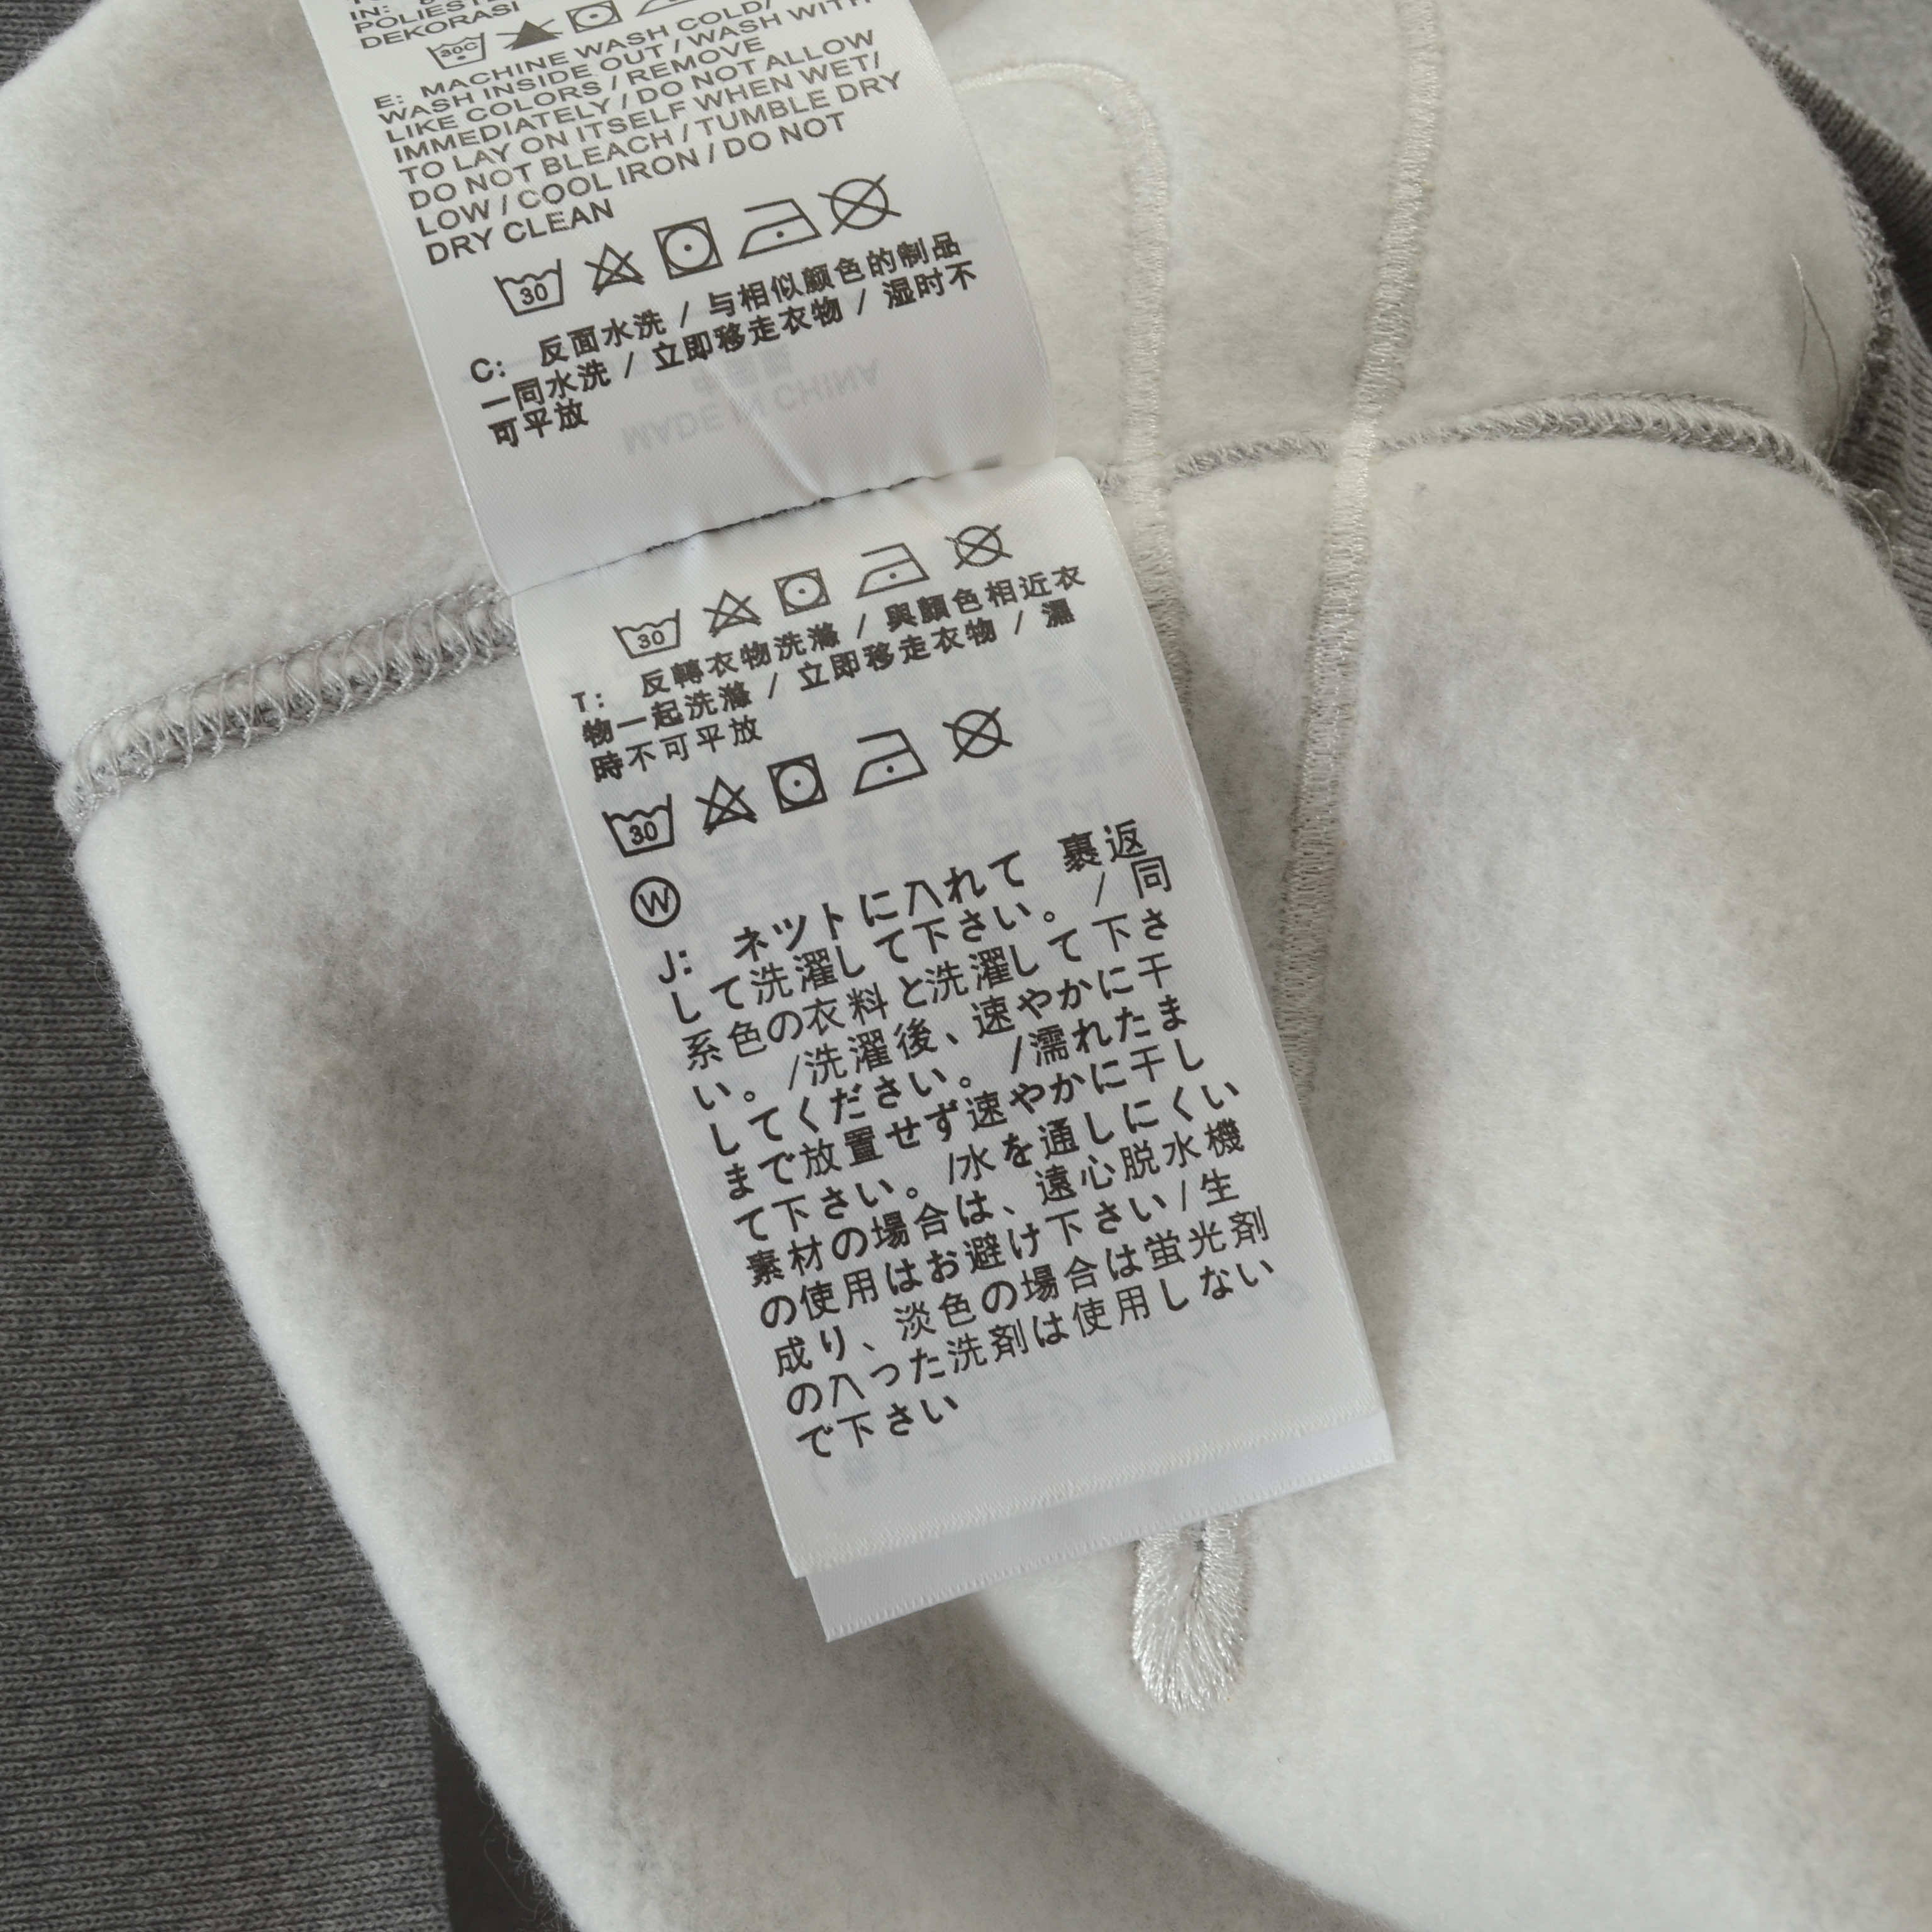 IN:
POLIESTE
DEKORASI
30C
E: MACHINE WASH COLD/
WASH INSIDE OUT / WASH WITH
LIKE COLORS / REMOVE
IMMEDIATELY / DO NOT ALLOW
TO LAY ON ITSELF WHEN WET/
DO NOT BLEACH / TUMBLE DRY
LOW / COOL IRON / DO NOT
DRY CLEAN
30
C: 反面水洗 / 与相似颜色的制品
一同水洗 / 立即移走衣物 / 湿时不
可平放
MADE IN CHINA
30
T: 反轉衣物洗滌 / 與顏色相近衣
物一起洗滌 / 立即移走衣物 / 濕
時不可平放
30
W
J: ネツトに入れて 裏返
して洗濯して下さい。 / 同
系色の衣料と洗濯して下さ
い。/洗濯後、速やかに干
してください。 /濡れたま
まで放置せず速やかに干し
て下さい。/水を通しにくい
素材の場合は、遠心脱水機
の使用はお避け下さい/生
成り、淡色の場合は蛍光剤
の入った洗剤は使用しない
で下さい